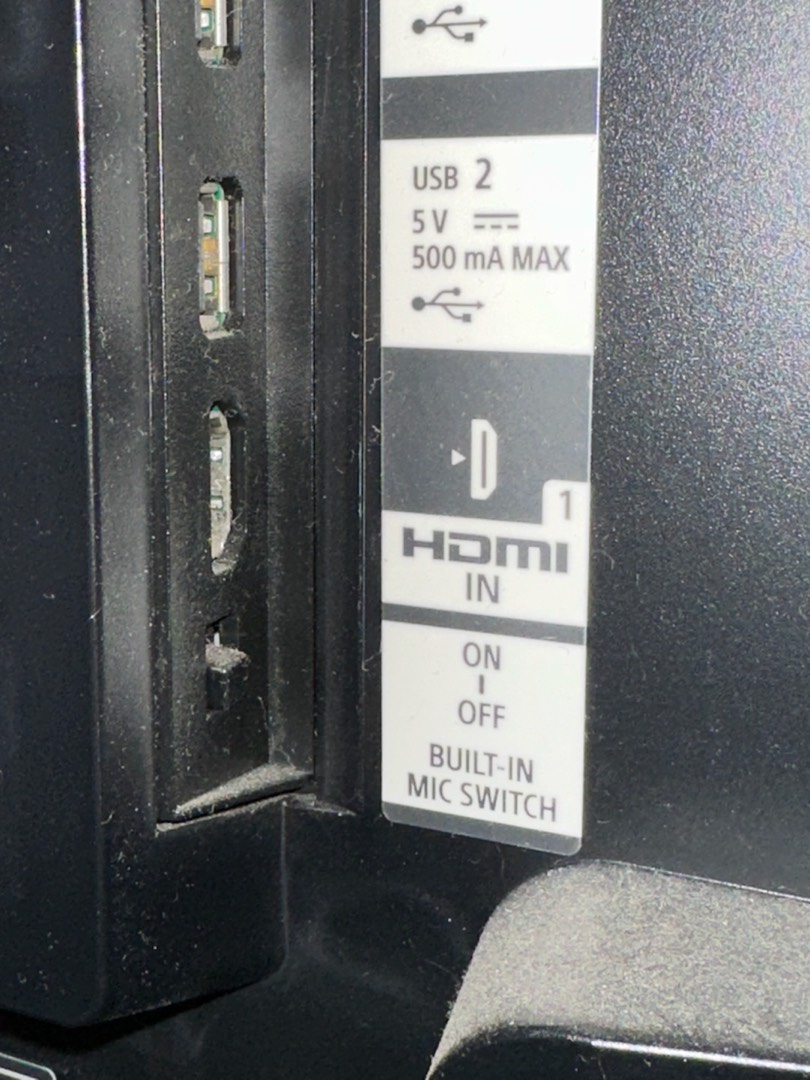 USB 2
5 V
500 mA MAX
1
HDMI
IN
ON
OFF
BUILT-IN
MIC SWITCH